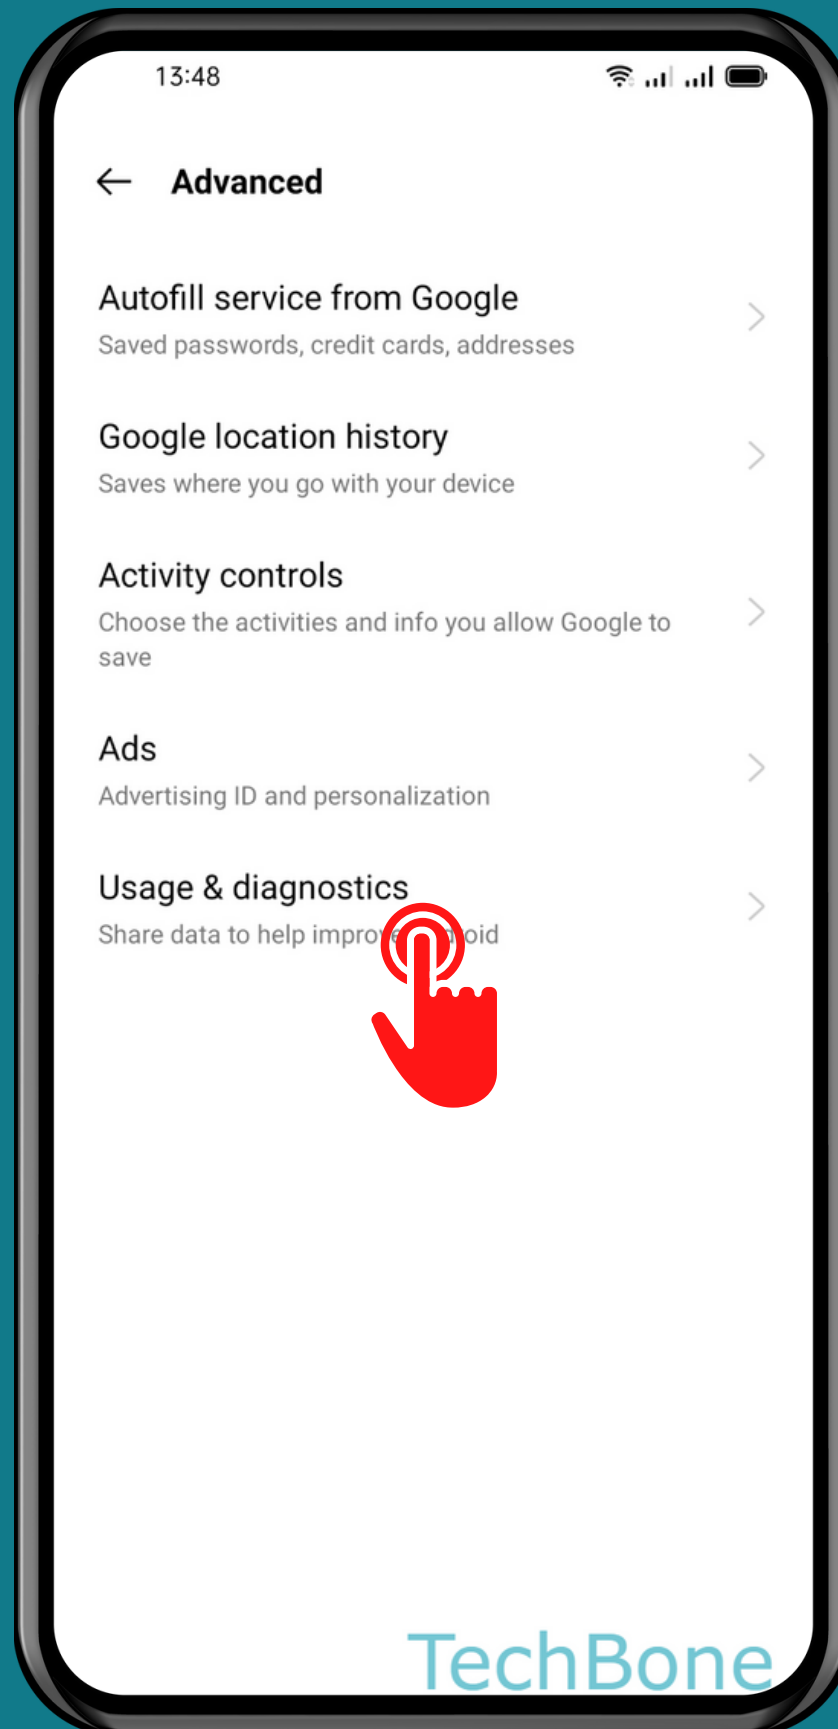 13:48
Advanced
Autofill service from Google
Saved passwords, credit cards, addresses
Google location history
Saves where you go with your device
Activity controls
Choose the activities and info you allow Google to
save
Ads
Advertising ID and personalization
Usage & diagnostics
Share data to help improve Android
TechBone